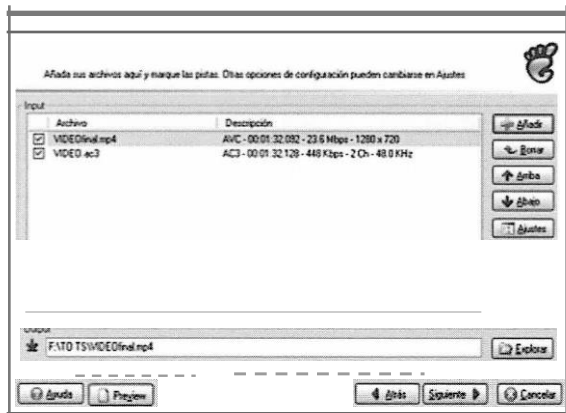 Añada sus archivos aquí y marque las pistas. Otras opciones de configuración pueden cambiarse en Ajustes
Input
Archivo Descripción
VIDEOfinal.mp4 AVC - 00:01:32.092 - 23.6 Mbps - 1280 x 720
VIDEO.ac3 AC3 - 00:01:32.128 - 448 Kbps - 2 Ch - 48.0 KHz
Añadir
Borrar
Arriba
Abajo
Ajustes
Output
F:\TO TS\VIDEOfinal.mp4 Explorar
Ayuda Preview Atrás Siguiente Cancelar